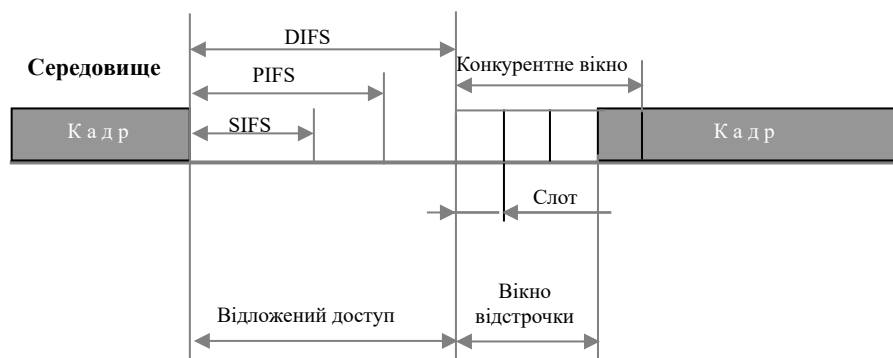 DIFS
Середовище
PIFS
Конкурентне вікно
Кадр
SIFS
Кадр
Слот
Відложений доступ
Вікно
відстрочки